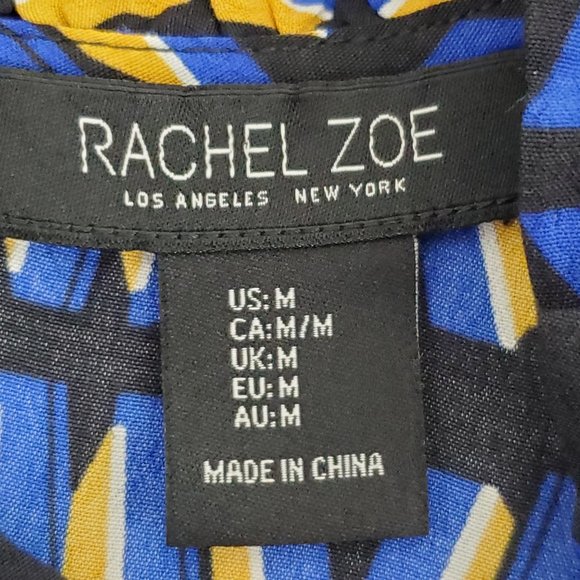 RACHEL ZOE
LOS ANGELES NEW YORK
US:M
CA:M/M
UK:M
EU:M
AU:M
MADE IN CHINA